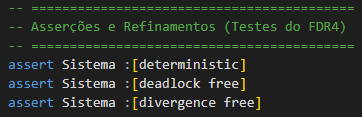 -- =========================================
-- Asserções e Refinamentos (Testes do FDR4)
-- =========================================
assert Sistema :[deterministic]
assert Sistema :[deadlock free]
assert Sistema :[divergence free]